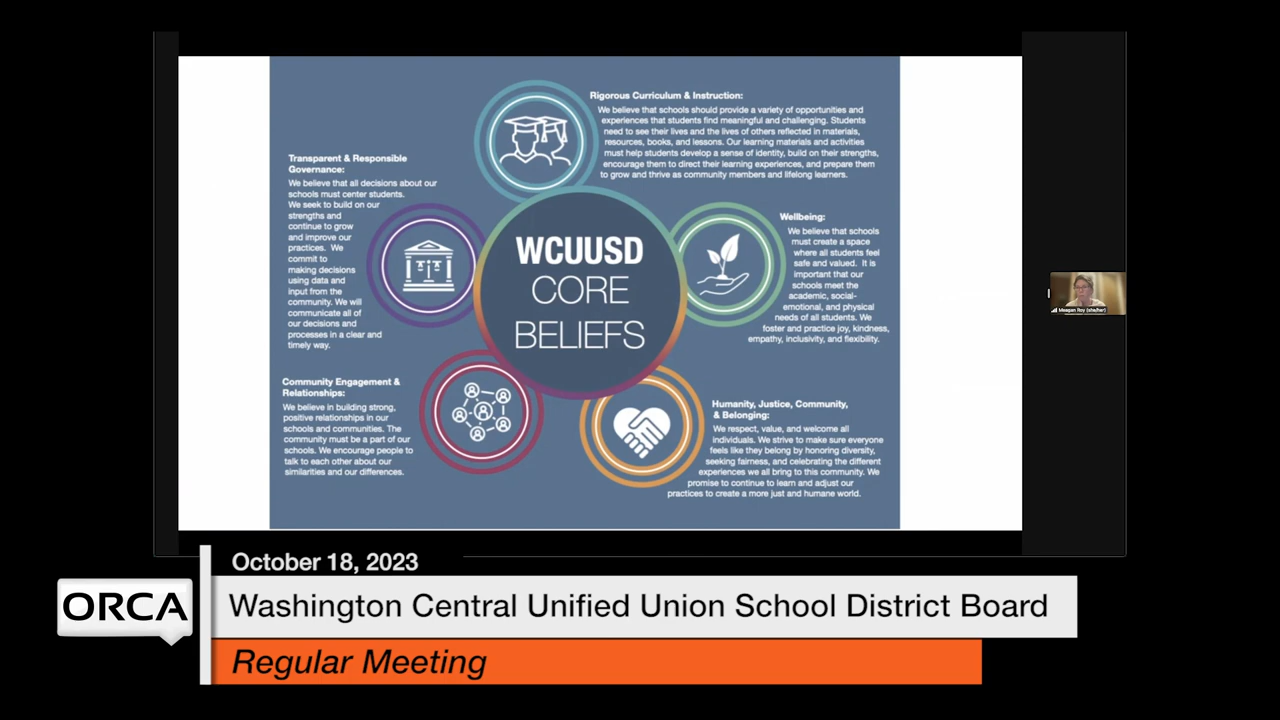 Rigorous Curriculum & Instruction:
We believe that schools should provide a variety of opportunities and
experiences that students find meaningful and challenging. Students
need to see their lives and the lives of others reflected in materials,
resources, books, and lessons. Our learning materials and activities
must help students develop a sense of identity, build on their strengths,
encourage them to direct their learning experiences, and prepare them
to grow and thrive as community members and lifelong learners.
Transparent & Responsible
Governance:
We believe that all decisions about our
schools must center students.
We seek to build on our
strengths and
continue to grow
and improve our
practices. We
commit to
making decisions
using data and
input from the
community. We will
communicate all of
our decisions and
processes in a clear and
timely way.
WCUUSD
CORE
BELIEFS
Wellbeing:
We believe that schools
must create a space
where all students feel
safe and valued. It is
important that our
schools meet the
academic, social-
emotional, and physical
needs of all students. We
foster and practice joy, kindness,
empathy, inclusivity, and flexibility.
Community Engagement &
Relationships:
We believe in building strong,
positive relationships in our
schools and communities. The
community must be a part of our
schools. We encourage people to
talk to each other about our
similarities and our differences.
Humanity, Justice, Community,
& Belonging:
We respect, value, and welcome all
individuals. We strive to make sure everyone
feels like they belong by honoring diversity,
seeking fairness, and celebrating the different
experiences we all bring to this community. We
promise to continue to learn and adjust our
practices to create a more just and humane world.
Meagan Roy (she/her)
October 18, 2023
ORCA
Washington Central Unified Union School District Board
Regular Meeting